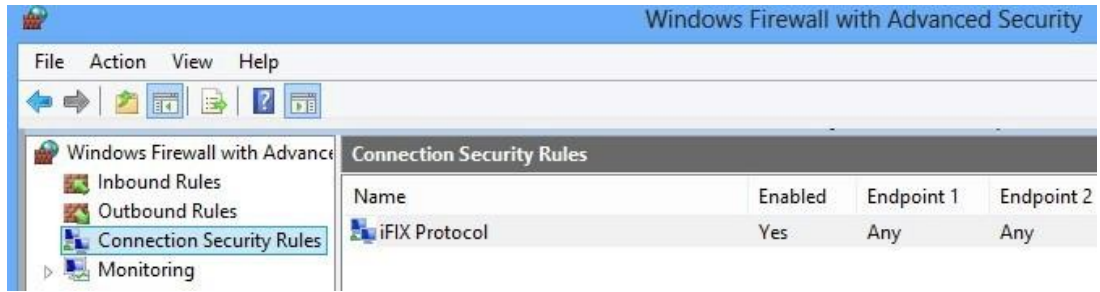 Windows Firewall with Advanced Security
File Action View Help
Windows Firewall with Advance
Inbound Rules
Outbound Rules
Connection Security Rules
Monitoring
Connection Security Rules
Name Enabled Endpoint 1 Endpoint 2
iFIX Protocol Yes Any Any